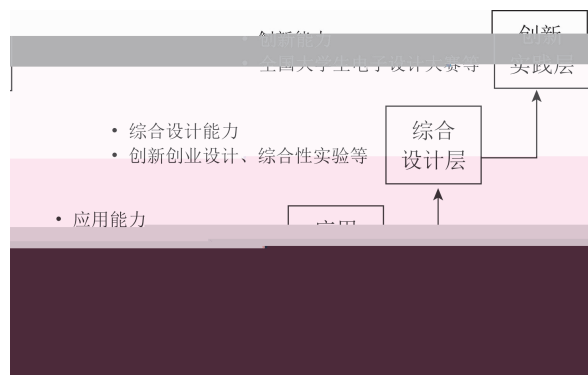 • 创新能力
创新
• 全国大学生电子设计大赛等
实践层
• 综合设计能力
综合
• 创新创业设计、综合性实验等
设计层
• 应用能力
应用